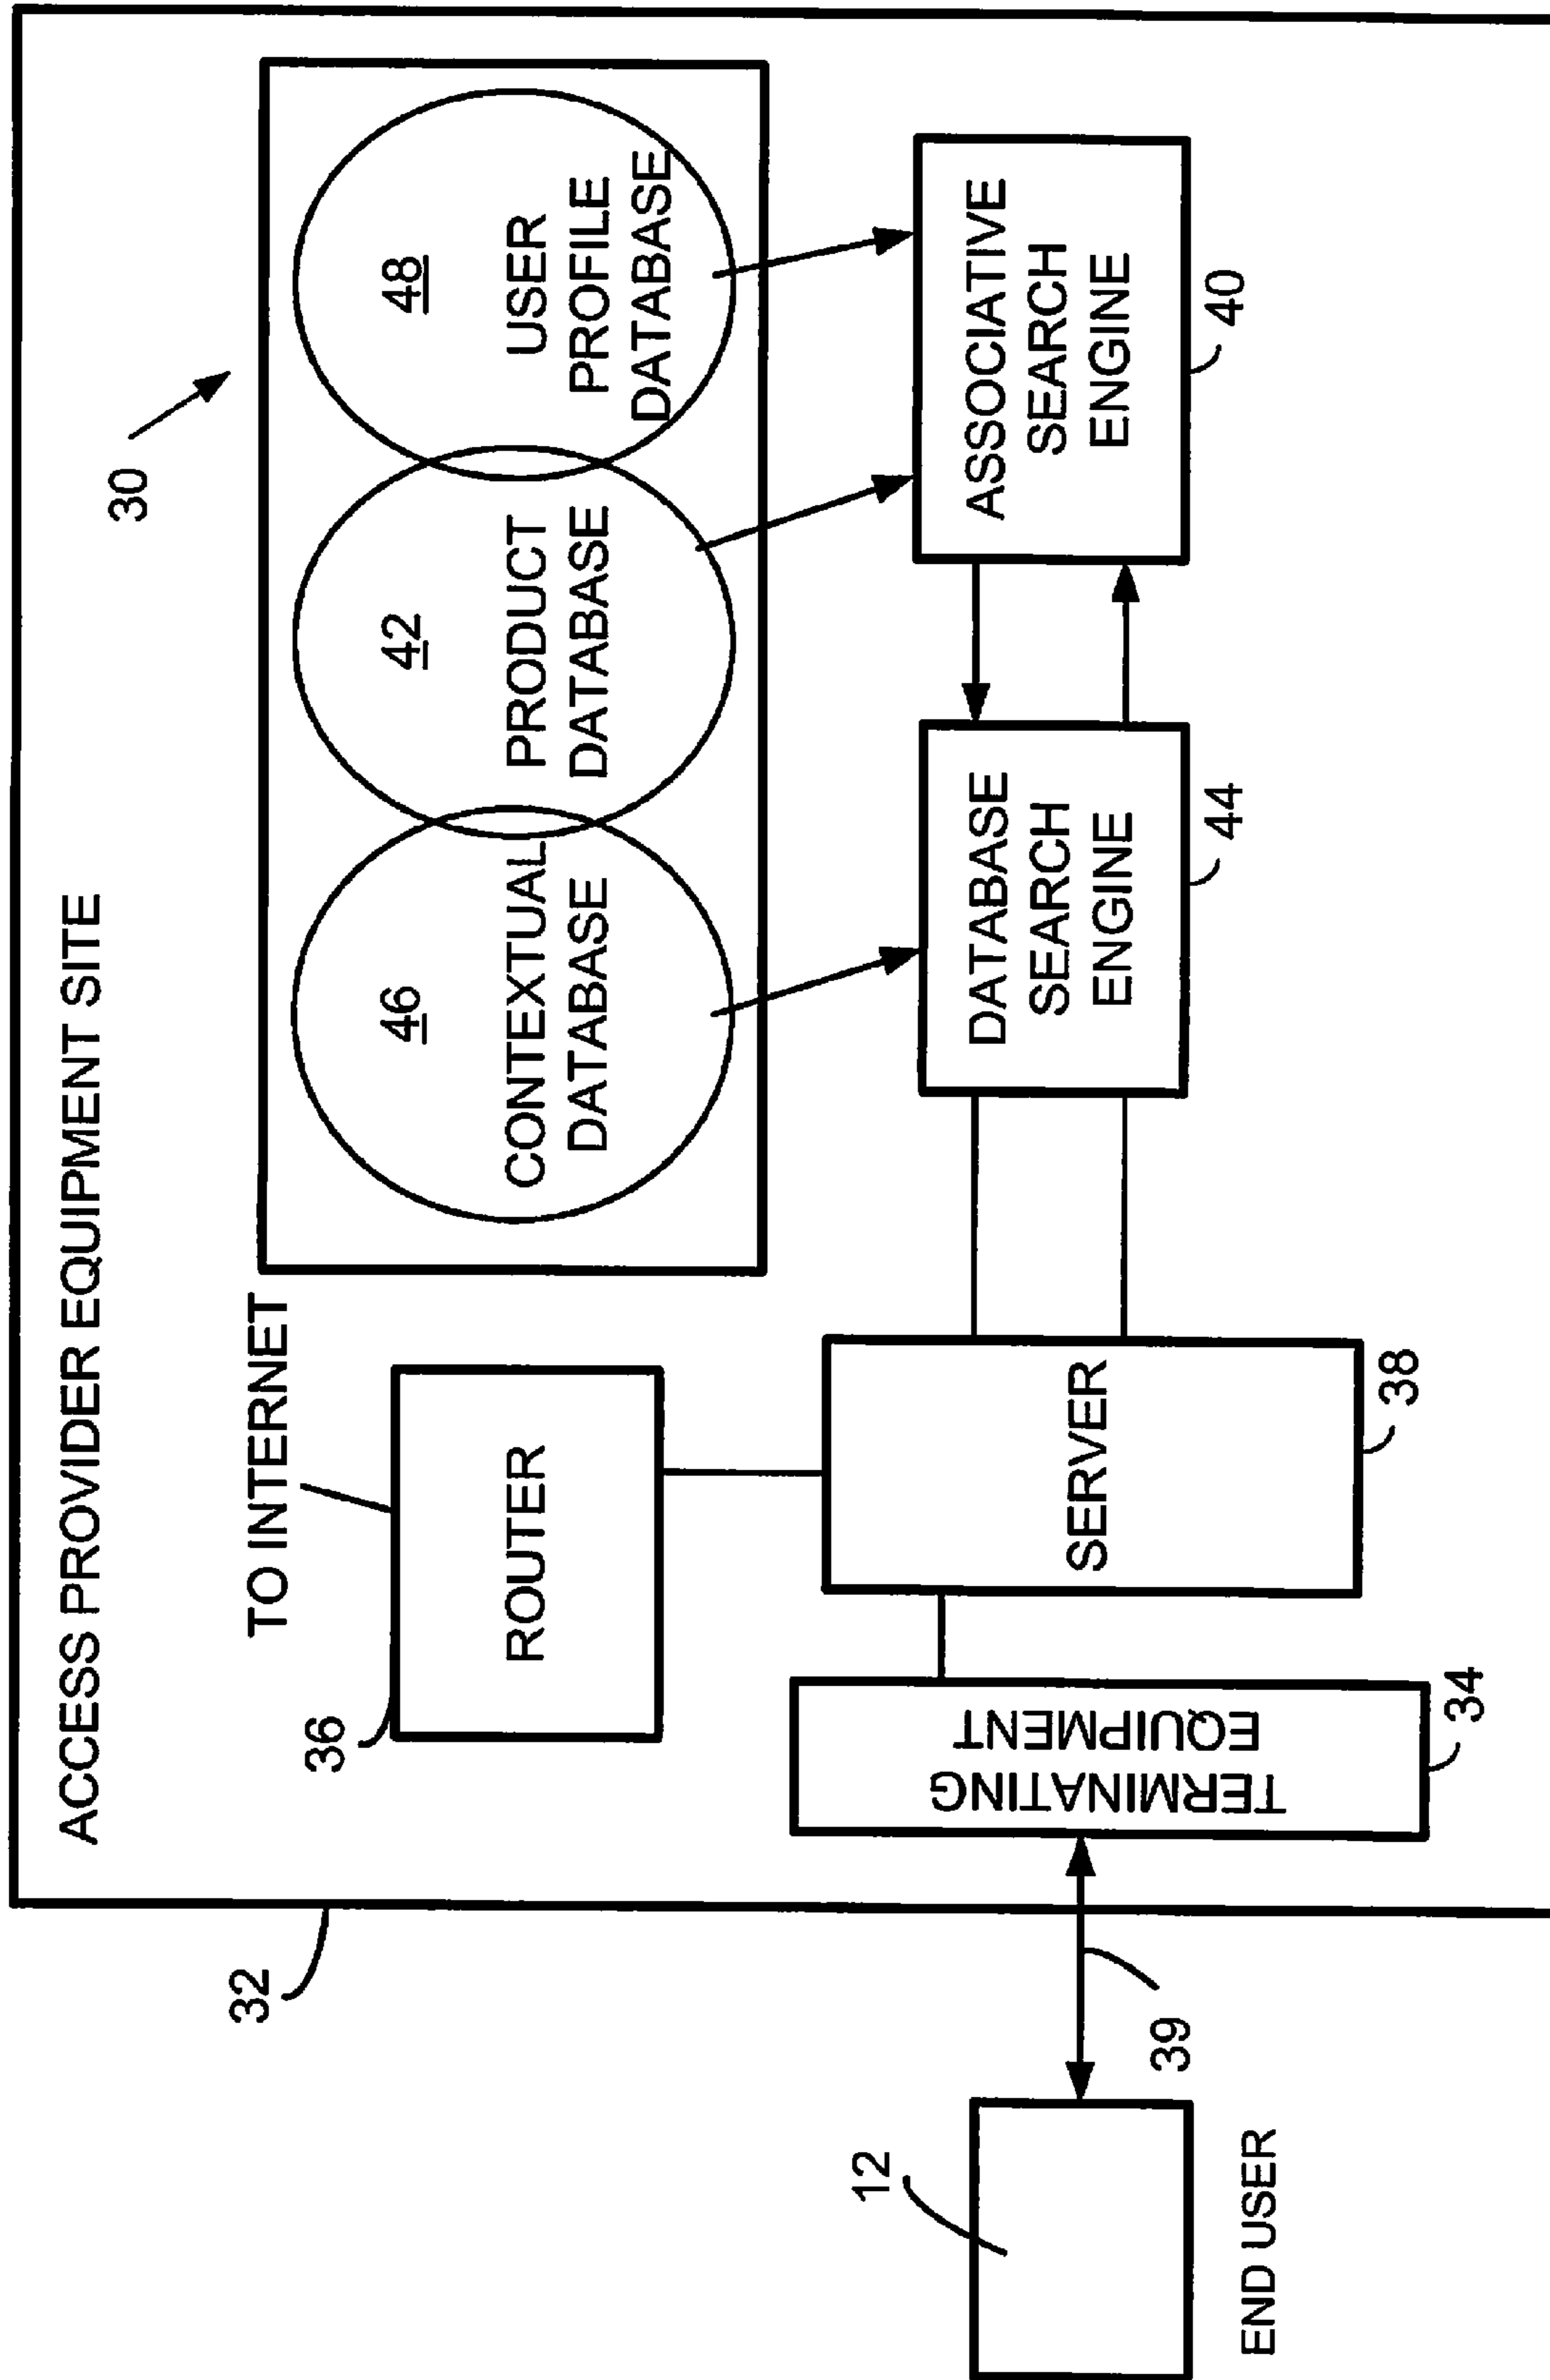 ACCESS PROVIDER EQUIPMENT SITE
30
32
TO INTERNET
36
ROUTER
46
CONTEXTUAL
DATABASE
42
PRODUCT
DATABASE
48
USER
PROFILE
DATABASE
12
END USER
39
TERMINATING
EQUIPMENT
34
SERVER
38
DATABASE
SEARCH
ENGINE
44
ASSOCIATIVE
SEARCH
ENGINE
40